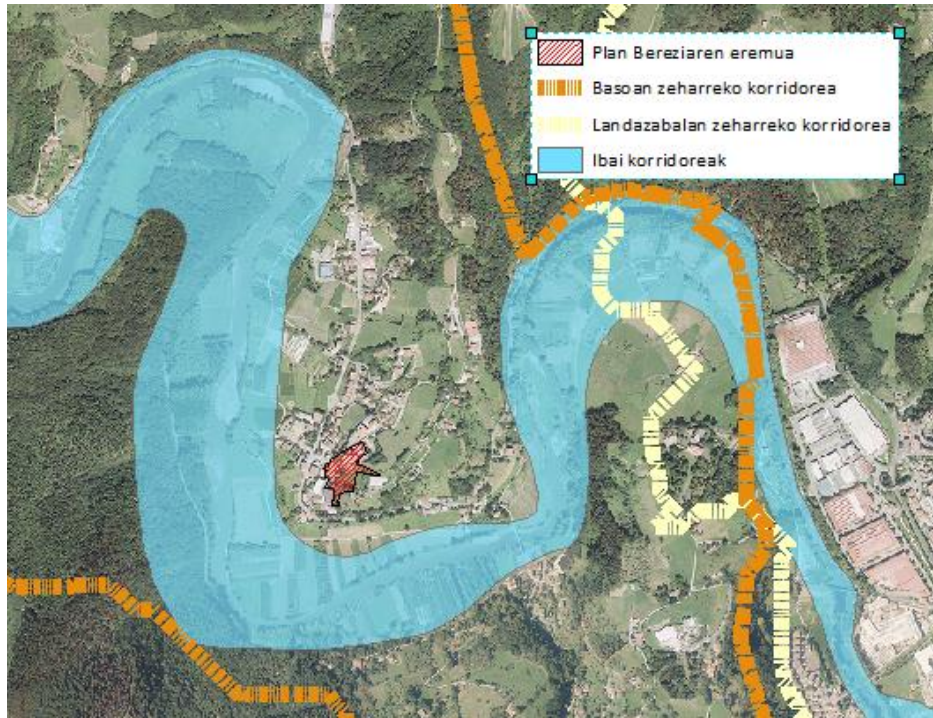 Plan Bereziaren eremua
Basoan zeharreko korridorea
Landazabalan zeharreko korridorea
Ibai korridoreak